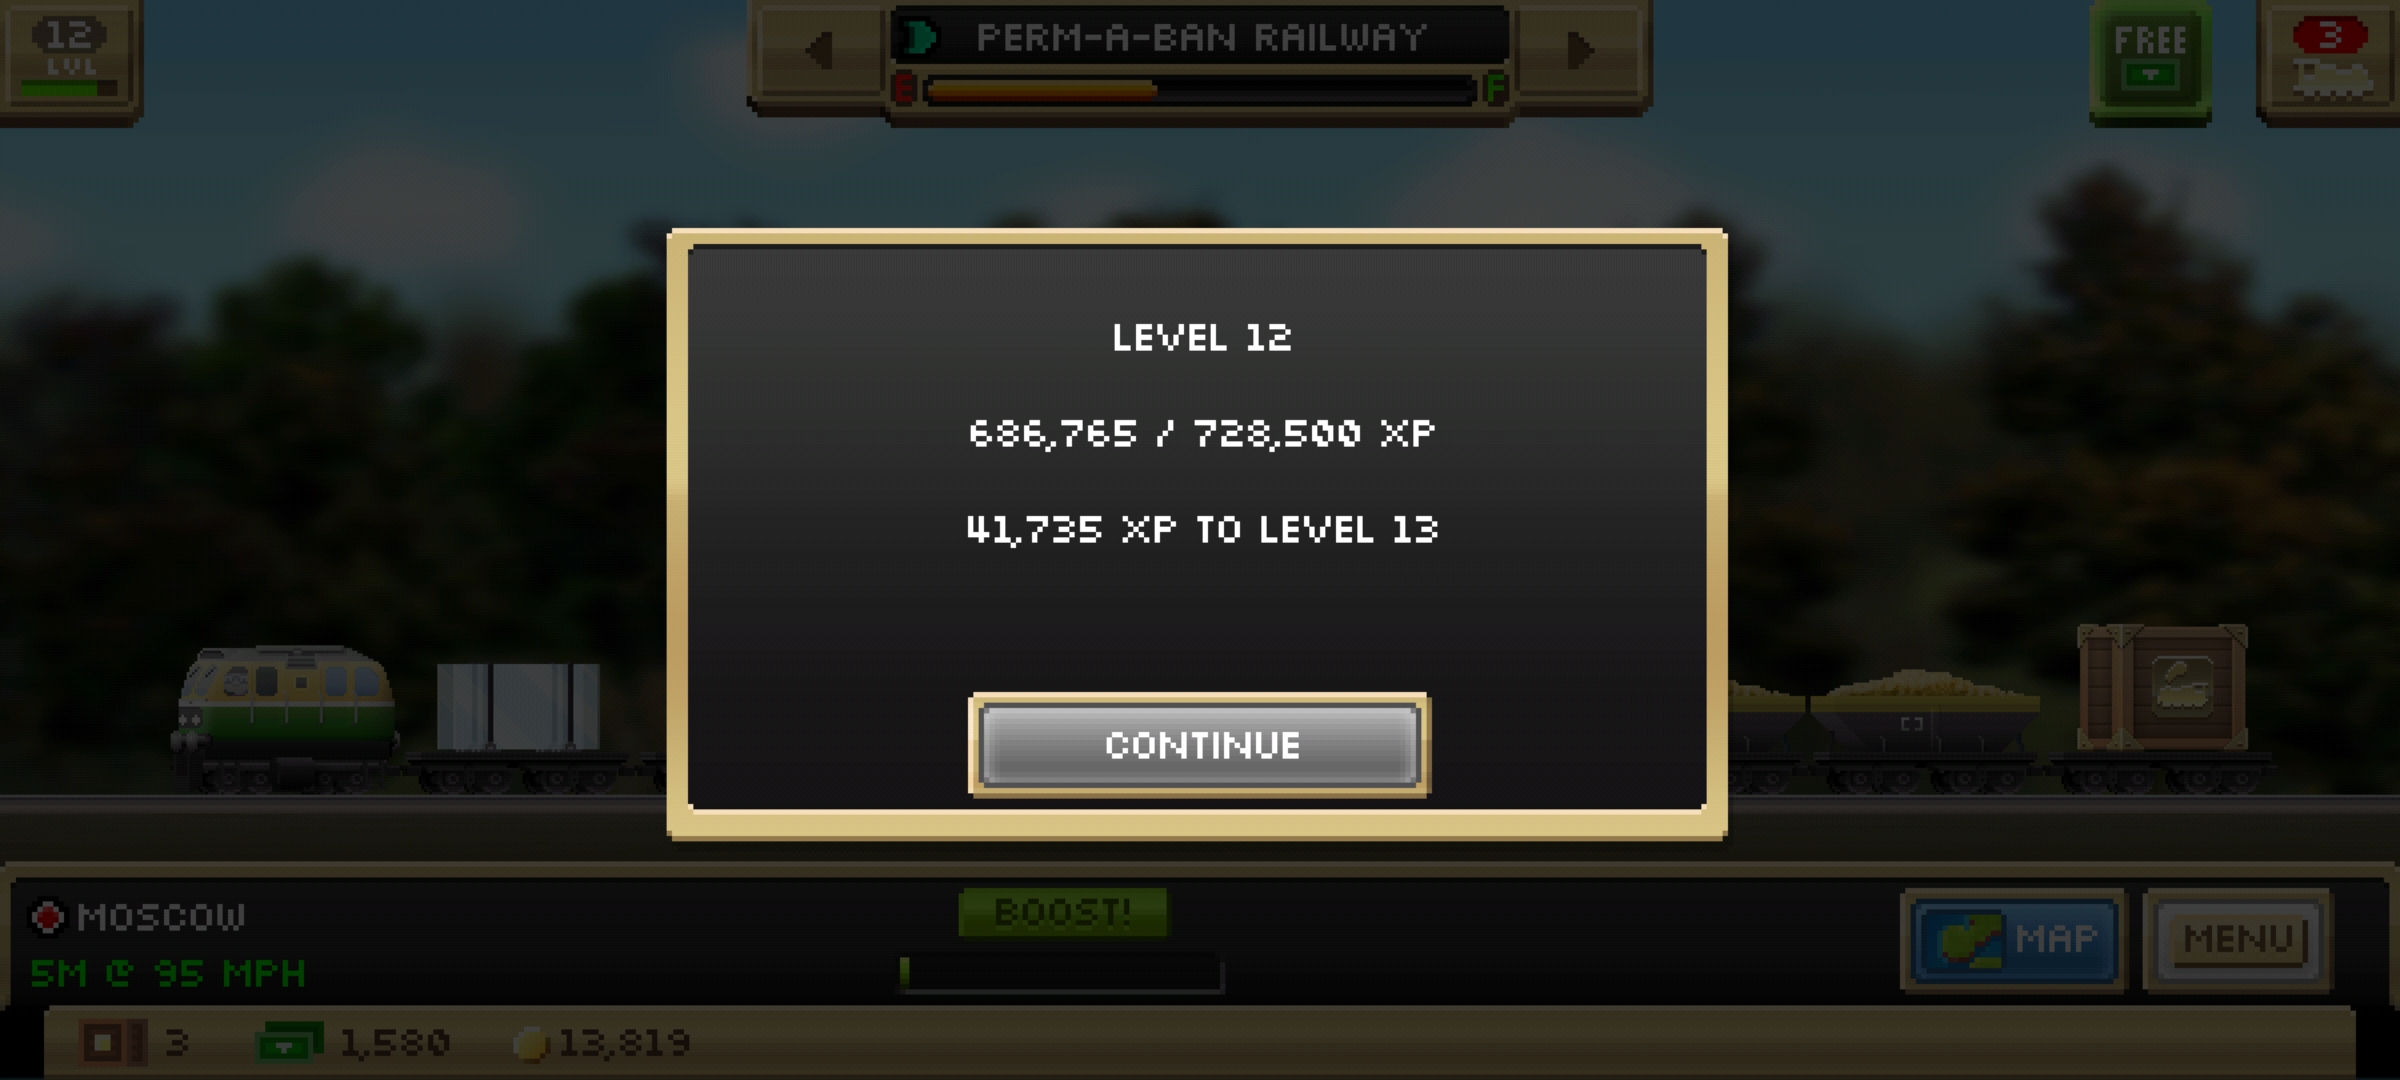 12
LVL
PERM-A-BAN RAILWAY
E F
FREE
3
LEVEL 12
686,765 / 728,500 XP
41,735 XP TO LEVEL 13
CONTINUE
MOSCOW
5M @ 95 MPH
BOOST!
MAP
MENU
3 1,580 13,819